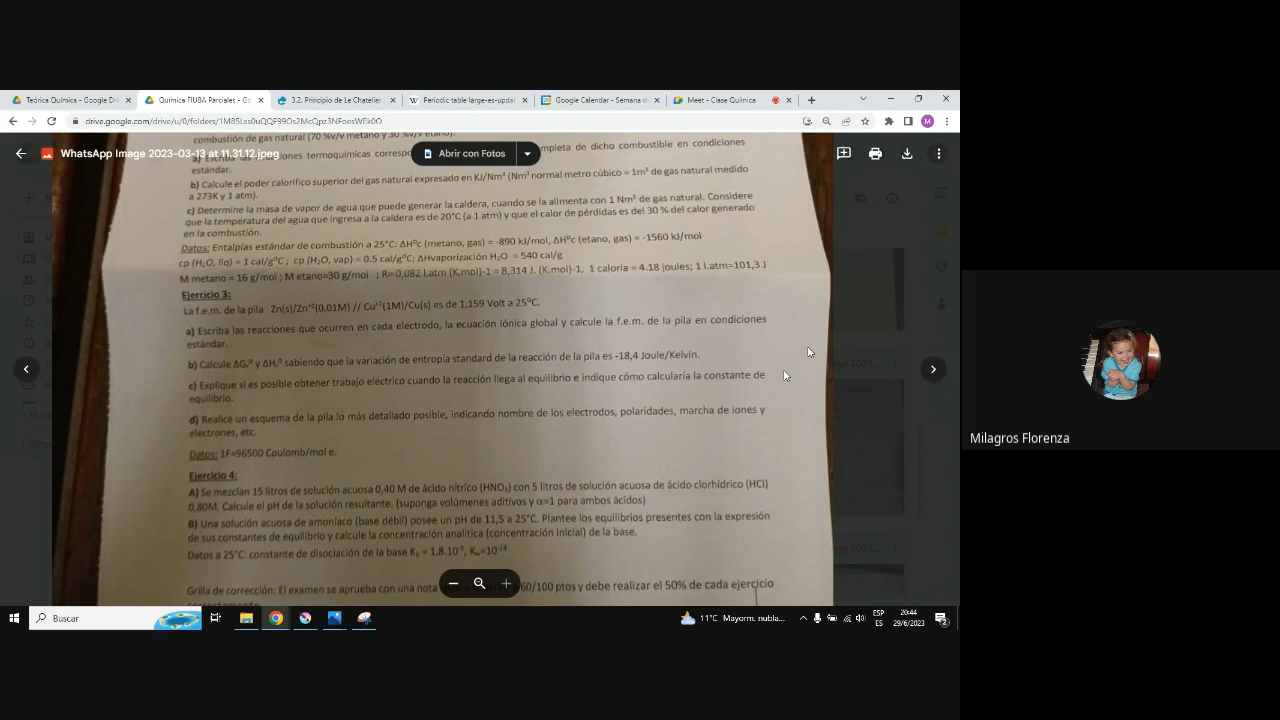 Teórica Química - Google Dri
Química FIUBA Parciales - Go
3.2. Principio de Le Chatelier
Periodic table large-es-updat
Google Calendar - Semana d
Meet - Clase Química
drive.google.com/drive/u/0/folders/1M85Lss0uQQF99Os2McQpz3NFoesWEk0O
M
combustión de gas natural (70 %v/v metano y 30 %v/v etano).
WhatsApp Image 2023-03-13 at 11.31.12.jpeg
Abrir con Fotos
iones termoquímicas corresp
mpleta de dicho combustible en condiciones
estándar.
b) Calcule el poder calorífico superior del gas natural expresado en KJ/Nm³ (Nm³ normal metro cúbico = 1m³ de gas natural medido
a 273K y 1 atm).
c) Determine la masa de vapor de agua que puede generar la caldera, cuando se la alimenta con 1 Nm³ de gas natural. Considere
que la temperatura del agua que ingresa a la caldera es de 20°C (a 1 atm) y que el calor de pérdidas es del 30 % del calor generado
en la combustión.
Datos: Entalpías estándar de combustión a 25°C: ΔH°c (metano, gas) = -890 kJ/mol, ΔH°c (etano, gas) = -1560 kJ/mol
cp (H₂O, liq) = 1 cal/g°C ; cp (H₂O, vap) = 0.5 cal/g°C ; ΔHvaporización H₂O = 540 cal/g
M metano = 16 g/mol ; M etano=30 g/mol ; R= 0,082 l.atm (K.mol)-1 = 8,314 J. (K.mol)-1, 1 caloría = 4.18 joules; 1 l.atm=101,3 J
Ejercicio 3:
La f.e.m. de la pila Zn(s)/Zn⁺²(0,01M) // Cu⁺²(1M)/Cu(s) es de 1,159 Volt a 25°C.
a) Escriba las reacciones que ocurren en cada electrodo, la ecuación iónica global y calcule la f.e.m. de la pila en condiciones
estándar.
b) Calcule ΔGᵣ° y ΔHᵣ° sabiendo que la variación de entropía standard de la reacción de la pila es -18,4 Joule/Kelvin.
c) Explique si es posible obtener trabajo eléctrico cuando la reacción llega al equilibrio e indique cómo calcularía la constante de
equilibrio.
d) Realice un esquema de la pila lo más detallado posible, indicando nombre de los electrodos, polaridades, marcha de iones y
electrones, etc.
Datos: 1F=96500 Coulomb/mol e.
Ejercicio 4:
A) Se mezclan 15 litros de solución acuosa 0,40 M de ácido nítrico (HNO₃) con 5 litros de solución acuosa de ácido clorhídrico (HCl)
0,80M. Calcule el pH de la solución resultante. (suponga volúmenes aditivos y α=1 para ambos ácidos)
B) Una solución acuosa de amoníaco (base débil) posee un pH de 11,5 a 25°C. Plantee los equilibrios presentes con la expresión
de sus constantes de equilibrio y calcule la concentración analítica (concentración inicial) de la base.
Datos a 25°C: constante de disociación de la base K_b = 1,8.10⁻⁵, K_w=10⁻¹⁴
Grilla de corrección: El examen se aprueba con una nota
60/100 ptos y debe realizar el 50% de cada ejercicio
Milagros Florenza
Buscar
11°C Mayorm. nubla...
ESP
ES
20:44
29/6/2023
2